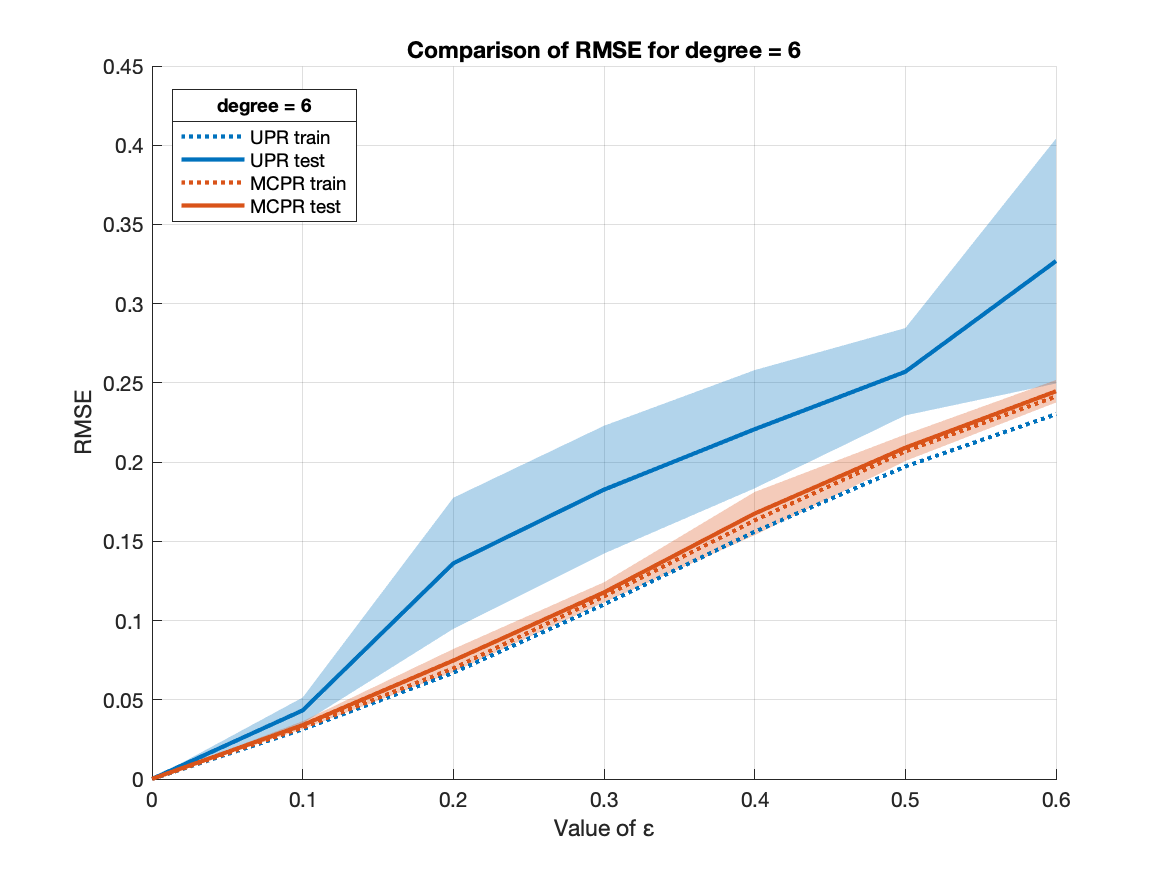 Comparison of RMSE for degree = 6
0.45
0.4
0.35
0.3
0.25
0.2
0.15
0.1
0.05
0
RMSE
degree = 6
UPR train
UPR test
MCPR train
MCPR test
0 0.1 0.2 0.3 0.4 0.5 0.6
Value of ε